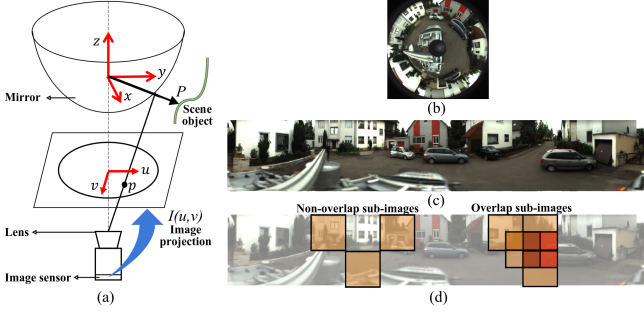 z
y
x
P
Mirror
Scene
object
u
v
p
I(u,v)
Image
projection
Lens
Image sensor
(a)
(b)
(c)
Non-overlap sub-images
Overlap sub-images
(d)